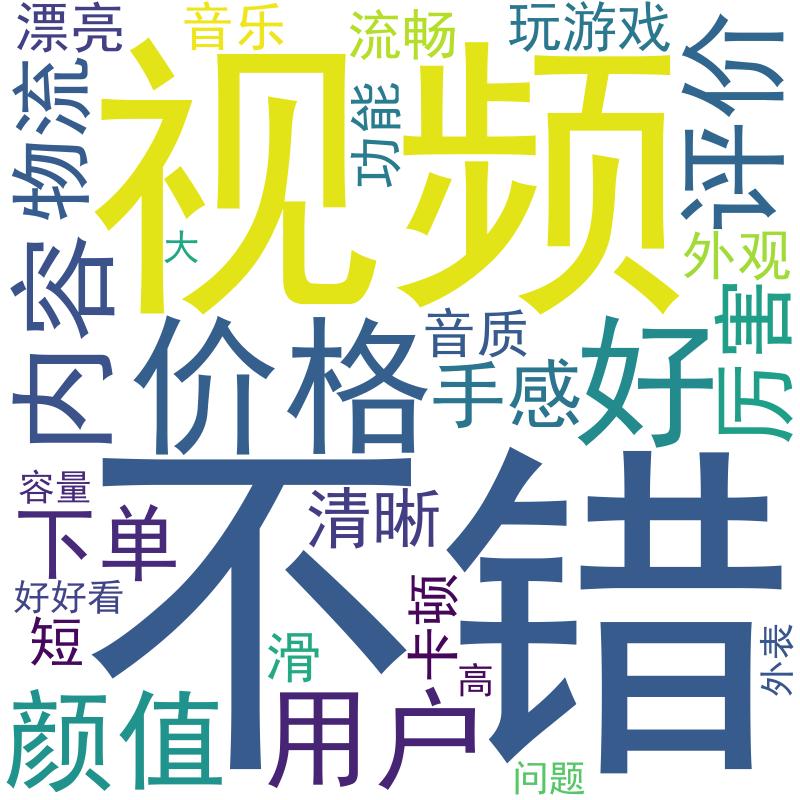 漂亮
音乐
流畅
玩游戏
评价
物流
视频
功能
大
外观
内容
价格
音质
手感
好
厉害
容量
下单
清晰
不错
好好看
短
滑
卡顿
高
外表
颜值
用户
问题